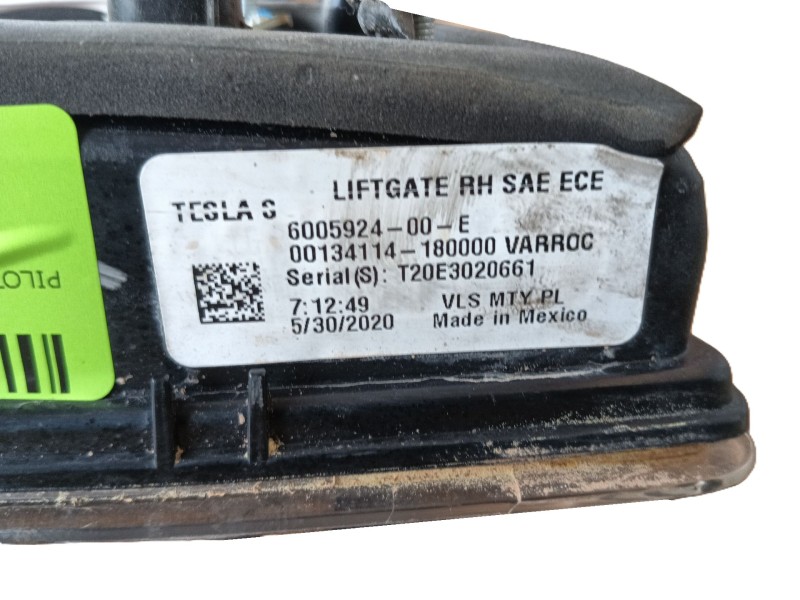 LIFTGATE RH SAE ECE
TESLA S
6005924-00-E
00134114-180000 VARROC
Serial(S): T20E3020661
7:12:49 VLS MTY PL
5/30/2020 Made in Mexico